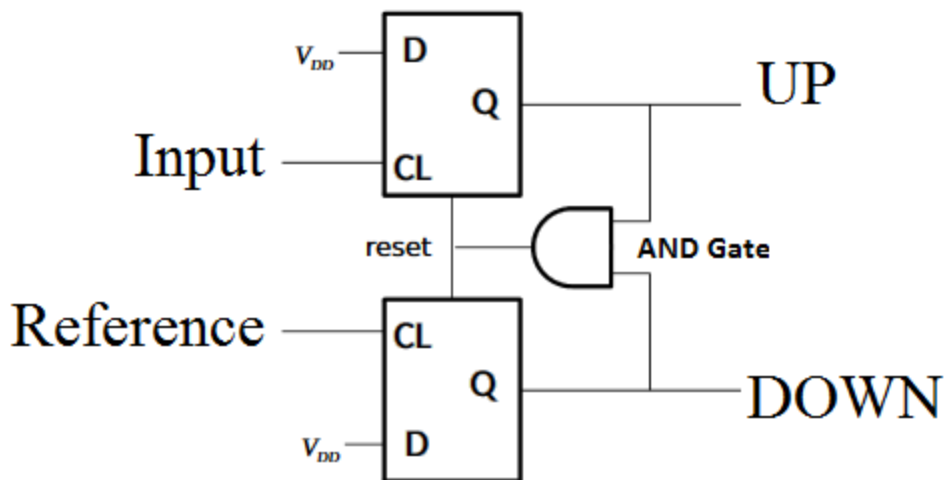 V_DD
D
Q
UP
Input
CL
reset
AND Gate
Reference
CL
Q
DOWN
V_DD
D